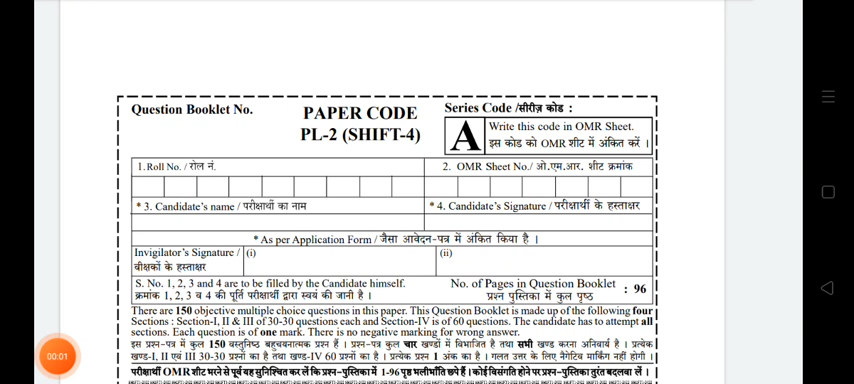 Question Booklet No.
PAPER CODE
PL-2 (SHIFT-4)
Series Code /सीरीज़ कोड :
A
Write this code in OMR Sheet.
इस कोड को OMR शीट में अंकित करें ।
1.Roll No. / रोल नं.
2. OMR Sheet No./ ओ.एम.आर. शीट क्रमांक
* 3. Candidate's name / परीक्षार्थी का नाम
* 4. Candidate's Signature / परीक्षार्थी के हस्ताक्षर
* As per Application Form / जैसा आवेदन-पत्र में अंकित किया है ।
Invigilator's Signature /
वीक्षकों के हस्ताक्षर
(i)
(ii)
S. No. 1, 2, 3 and 4 are to be filled by the Candidate himself.
क्रमांक 1, 2, 3 व 4 की पूर्ति परीक्षार्थी द्वारा स्वयं की जानी है ।
No. of Pages in Question Booklet
प्रश्न पुस्तिका में कुल पृष्ठ
: 96
There are 150 objective multiple choice questions in this paper. This Question Booklet is made up of the following four
Sections : Section-I, II & III of 30-30 questions each and Section-IV is of 60 questions. The candidate has to attempt all
sections. Each question is of one mark. There is no negative marking for wrong answer.
इस प्रश्न-पत्र में कुल 150 वस्तुनिष्ठ बहुचयनात्मक प्रश्न हैं । प्रश्न-पत्र कुल चार खण्डों में विभाजित है तथा सभी खण्ड करना अनिवार्य है । प्रत्येक
खण्ड-I, II एवं III 30-30 प्रश्नों का है तथा खण्ड-IV 60 प्रश्नों का है । प्रत्येक प्रश्न 1 अंक का है । गलत उत्तर के लिए नैगेटिव मार्किंग नहीं होगी ।
परीक्षार्थी OMR शीट भरने से पूर्व यह सुनिश्चित कर लें कि प्रश्न-पुस्तिका में 1-96 पृष्ठ भलीभाँति छपे हैं । कोई विसंगति होने पर प्रश्न-पुस्तिका तुरंत बदलवा लें ।
00:01